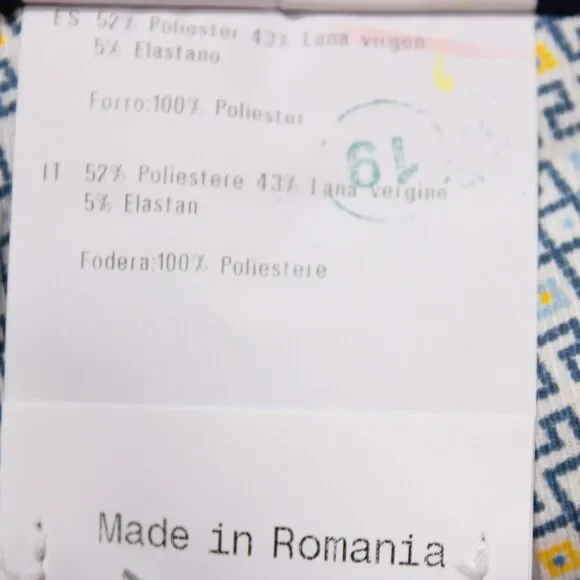 ES 52% Poliester 43% Lana virgen
5% Elastano
Forro:100% Poliester
IT 52% Poliestere 43% Lana vergine
5% Elastan
Fodera:100% Poliestere
Made in Romania